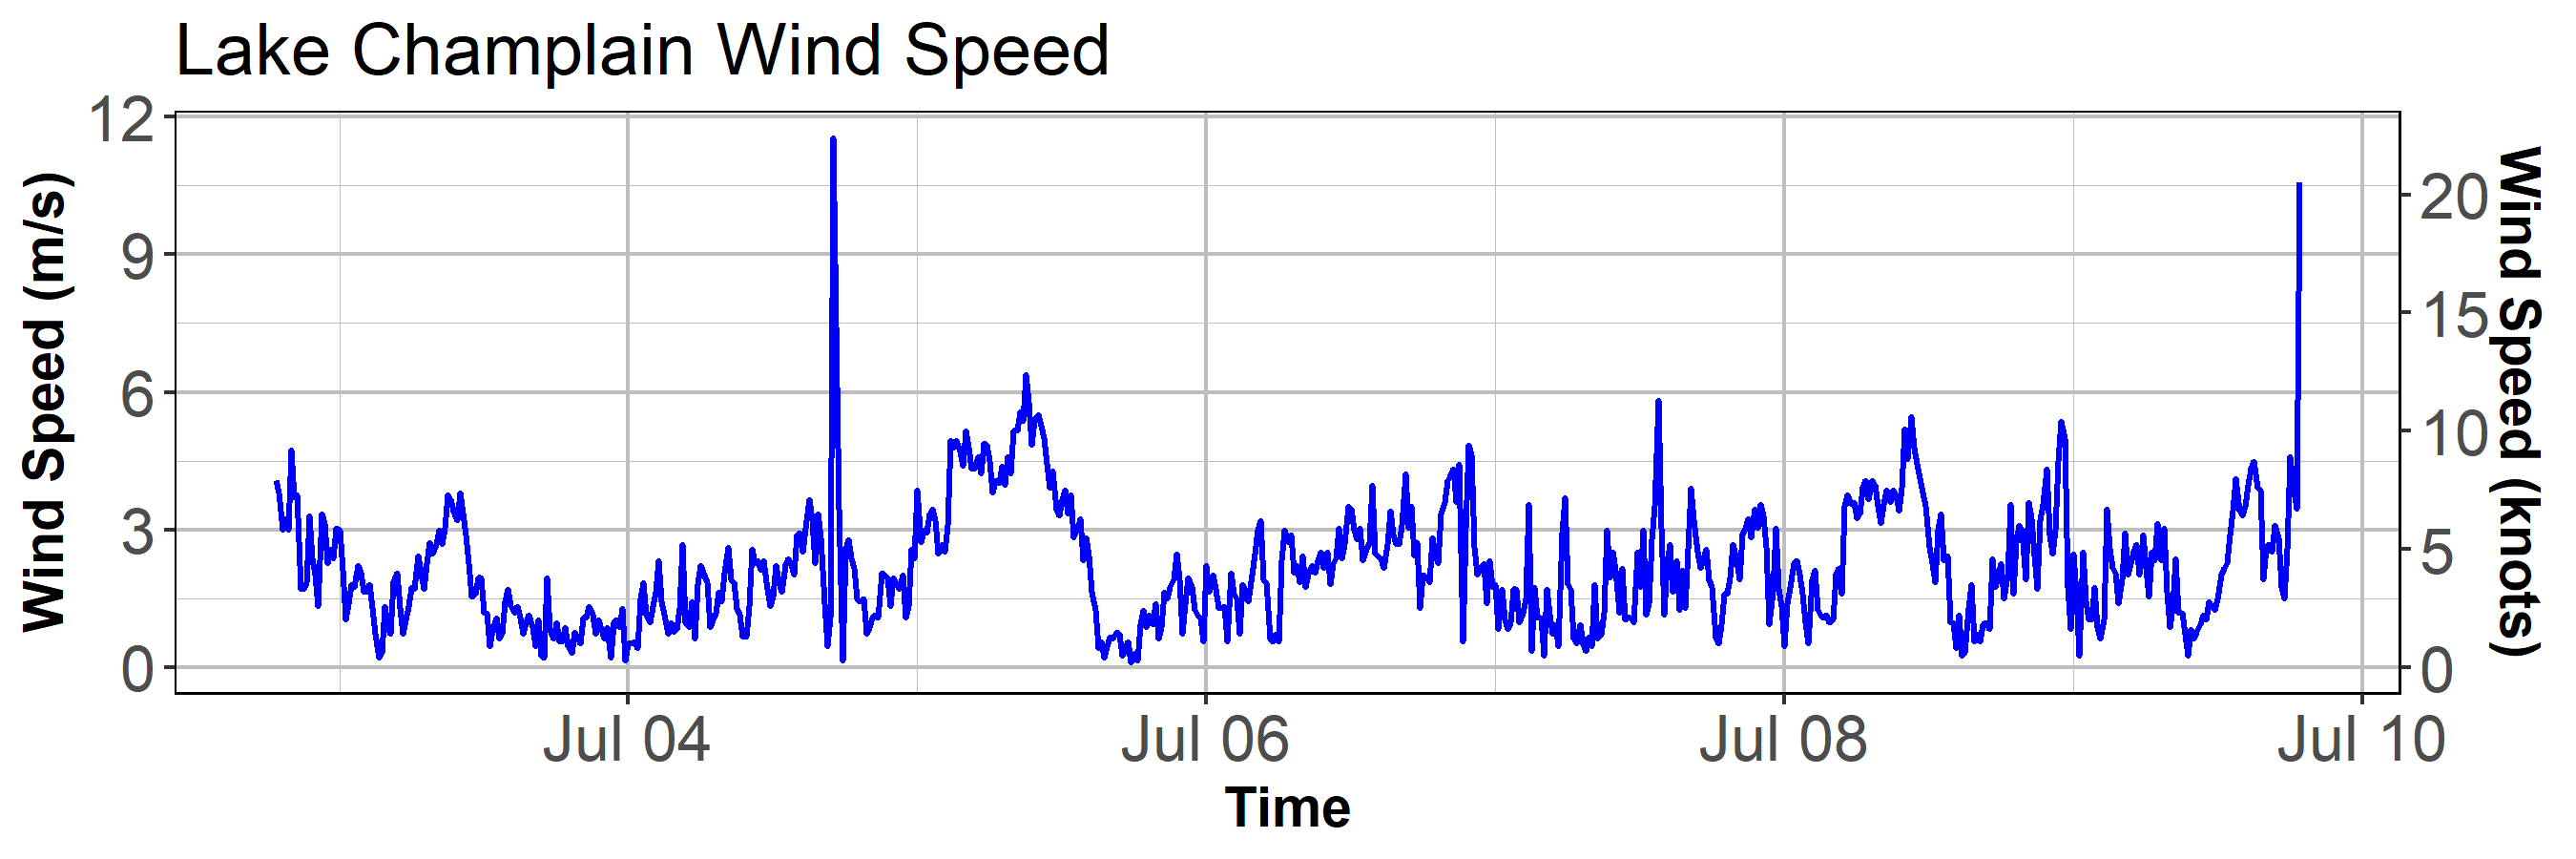 Lake Champlain Wind Speed
12
9
6
3
0
Wind Speed (m/s)
20
15
10
5
0
Wind Speed (knots)
Jul 04 Jul 06 Jul 08 Jul 10
Time